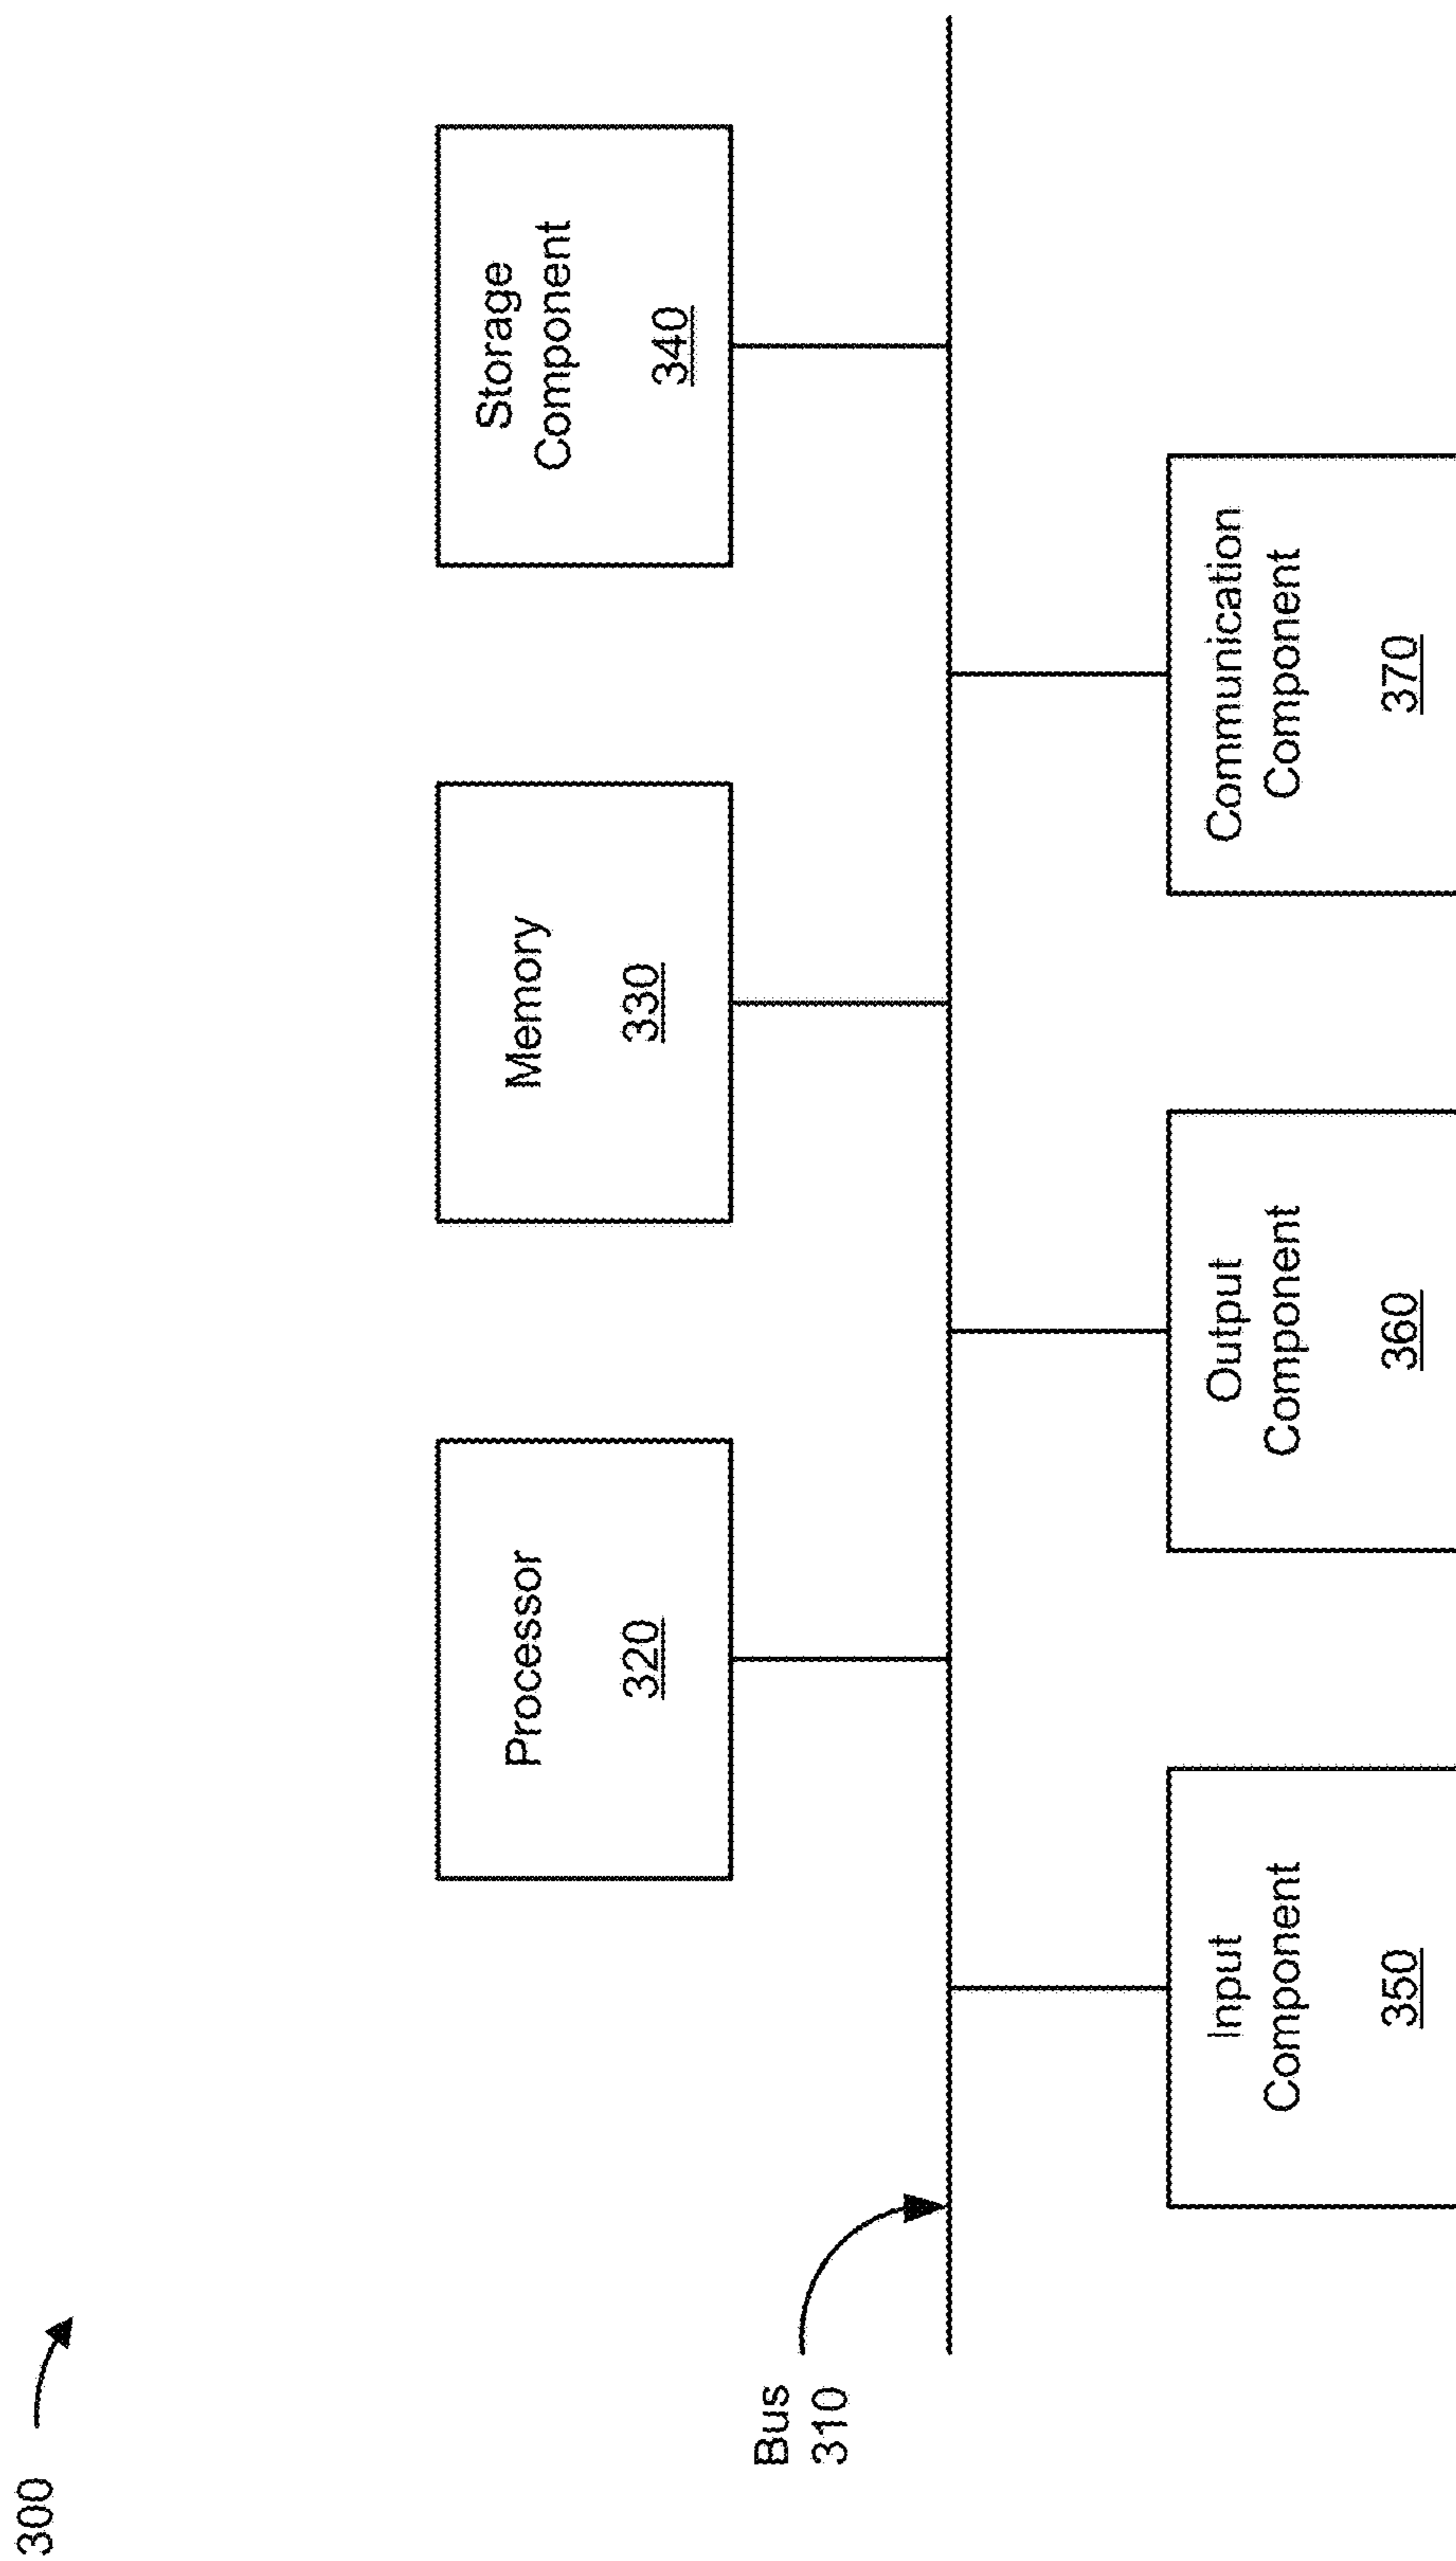 300
Processor
320
Memory
330
Storage
Component
340
Bus
310
Input
Component
350
Output
Component
360
Communication
Component
370